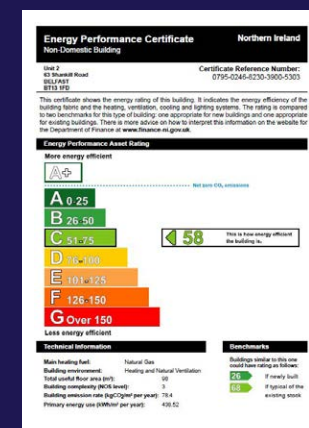 Energy Performance Certificate
Northern Ireland
Non-Domestic Building
Unit 2
63 Shankill Road
BELFAST
BT13 1FD
Certificate Reference Number:
0795-0246-6230-3900-5303
This certificate shows the energy rating of this building. It indicates the energy efficiency of the
building fabric and the heating, ventilation, cooling and lighting systems. The rating is compared
to two benchmarks for this type of building: one appropriate for new buildings and one appropriate
for existing buildings. There is more advice on how to interpret this information on the website for
the Department of Finance at www.finance-ni.gov.uk.
Energy Performance Asset Rating
More energy efficient
A+
Net zero CO₂ emissions
A 0-25
B 26-50
C 51-75
58
This is how energy efficient
the building is.
D 76-100
E 101-125
F 126-150
G Over 150
Less energy efficient
Technical Information
Main heating fuel: Natural Gas
Building environment: Heating and Natural Ventilation
Total useful floor area (m²): 98
Building complexity (NOS level): 3
Building emission rate (kgCO₂/m² per year): 78.4
Primary energy use (kWh/m² per year): 436.52
Benchmarks
Buildings similar to this one
could have rating as follows:
26 If newly built
68 If typical of the
existing stock